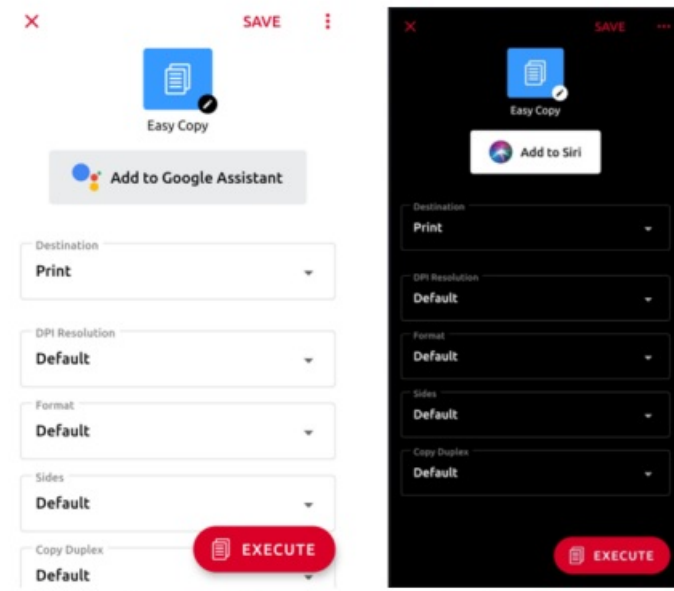 SAVE
Easy Copy
Add to Google Assistant
Destination
Print
DPI Resolution
Default
Format
Default
Sides
Default
Copy Duplex
Default
EXECUTE
SAVE
Easy Copy
Add to Siri
Destination
Print
DPI Resolution
Default
Format
Default
Sides
Default
Copy Duplex
Default
EXECUTE